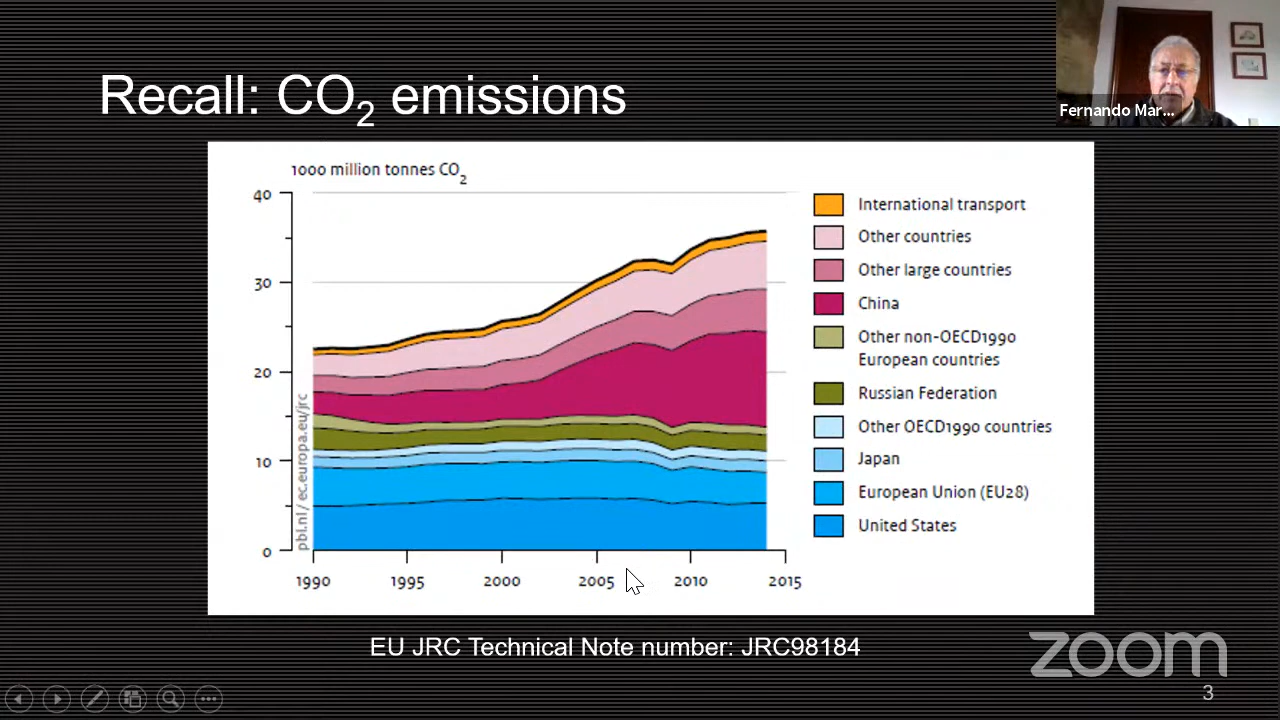 Recall: CO₂ emissions
Fernando Mar...
1000 million tonnes CO₂
40
30
20
10
0
1990
1995
2000
2005
2010
2015
pbl.nl / ec.europa.eu/jrc
International transport
Other countries
Other large countries
China
Other non-OECD1990
European countries
Russian Federation
Other OECD1990 countries
Japan
European Union (EU28)
United States
EU JRC Technical Note number: JRC98184
zoom
3